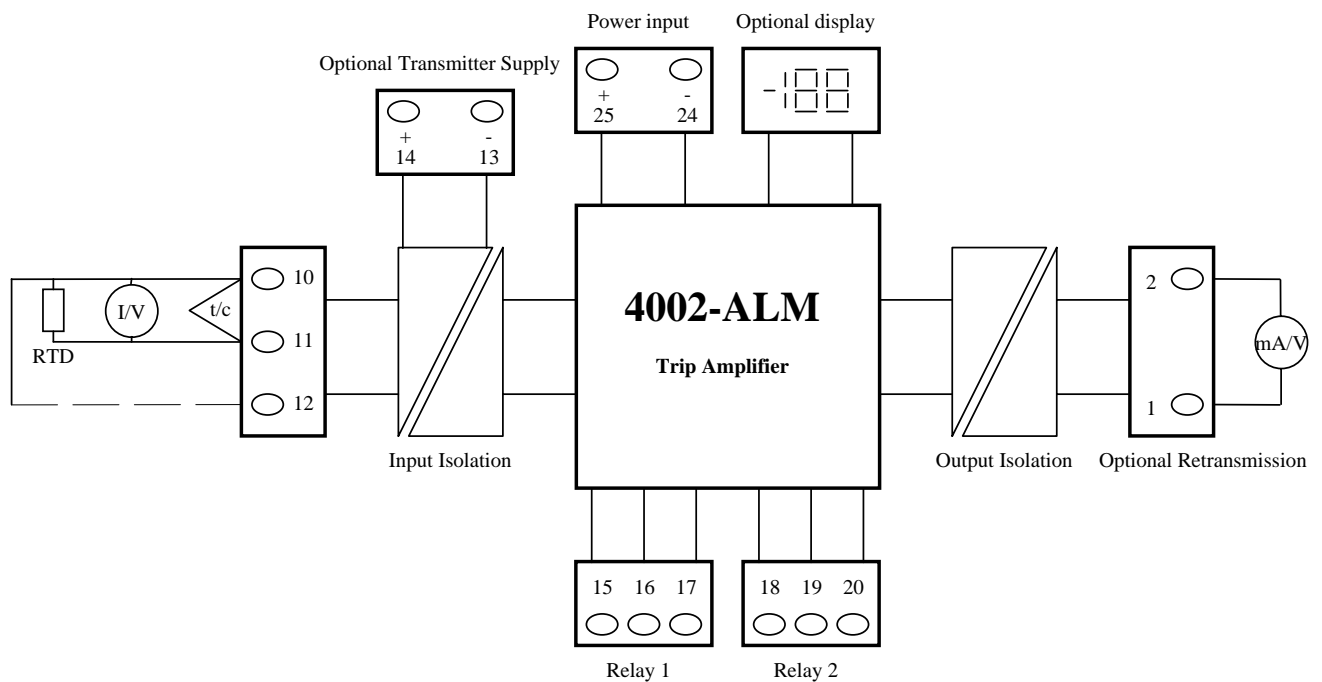 Power input
Optional display
Optional Transmitter Supply
+ -
25 24
-188
+ -
14 13
10
I/V
t/c
11
RTD
12
4002-ALM
Trip Amplifier
2
mA/V
1
Input Isolation
Output Isolation
Optional Retransmission
15 16 17
18 19 20
Relay 1
Relay 2